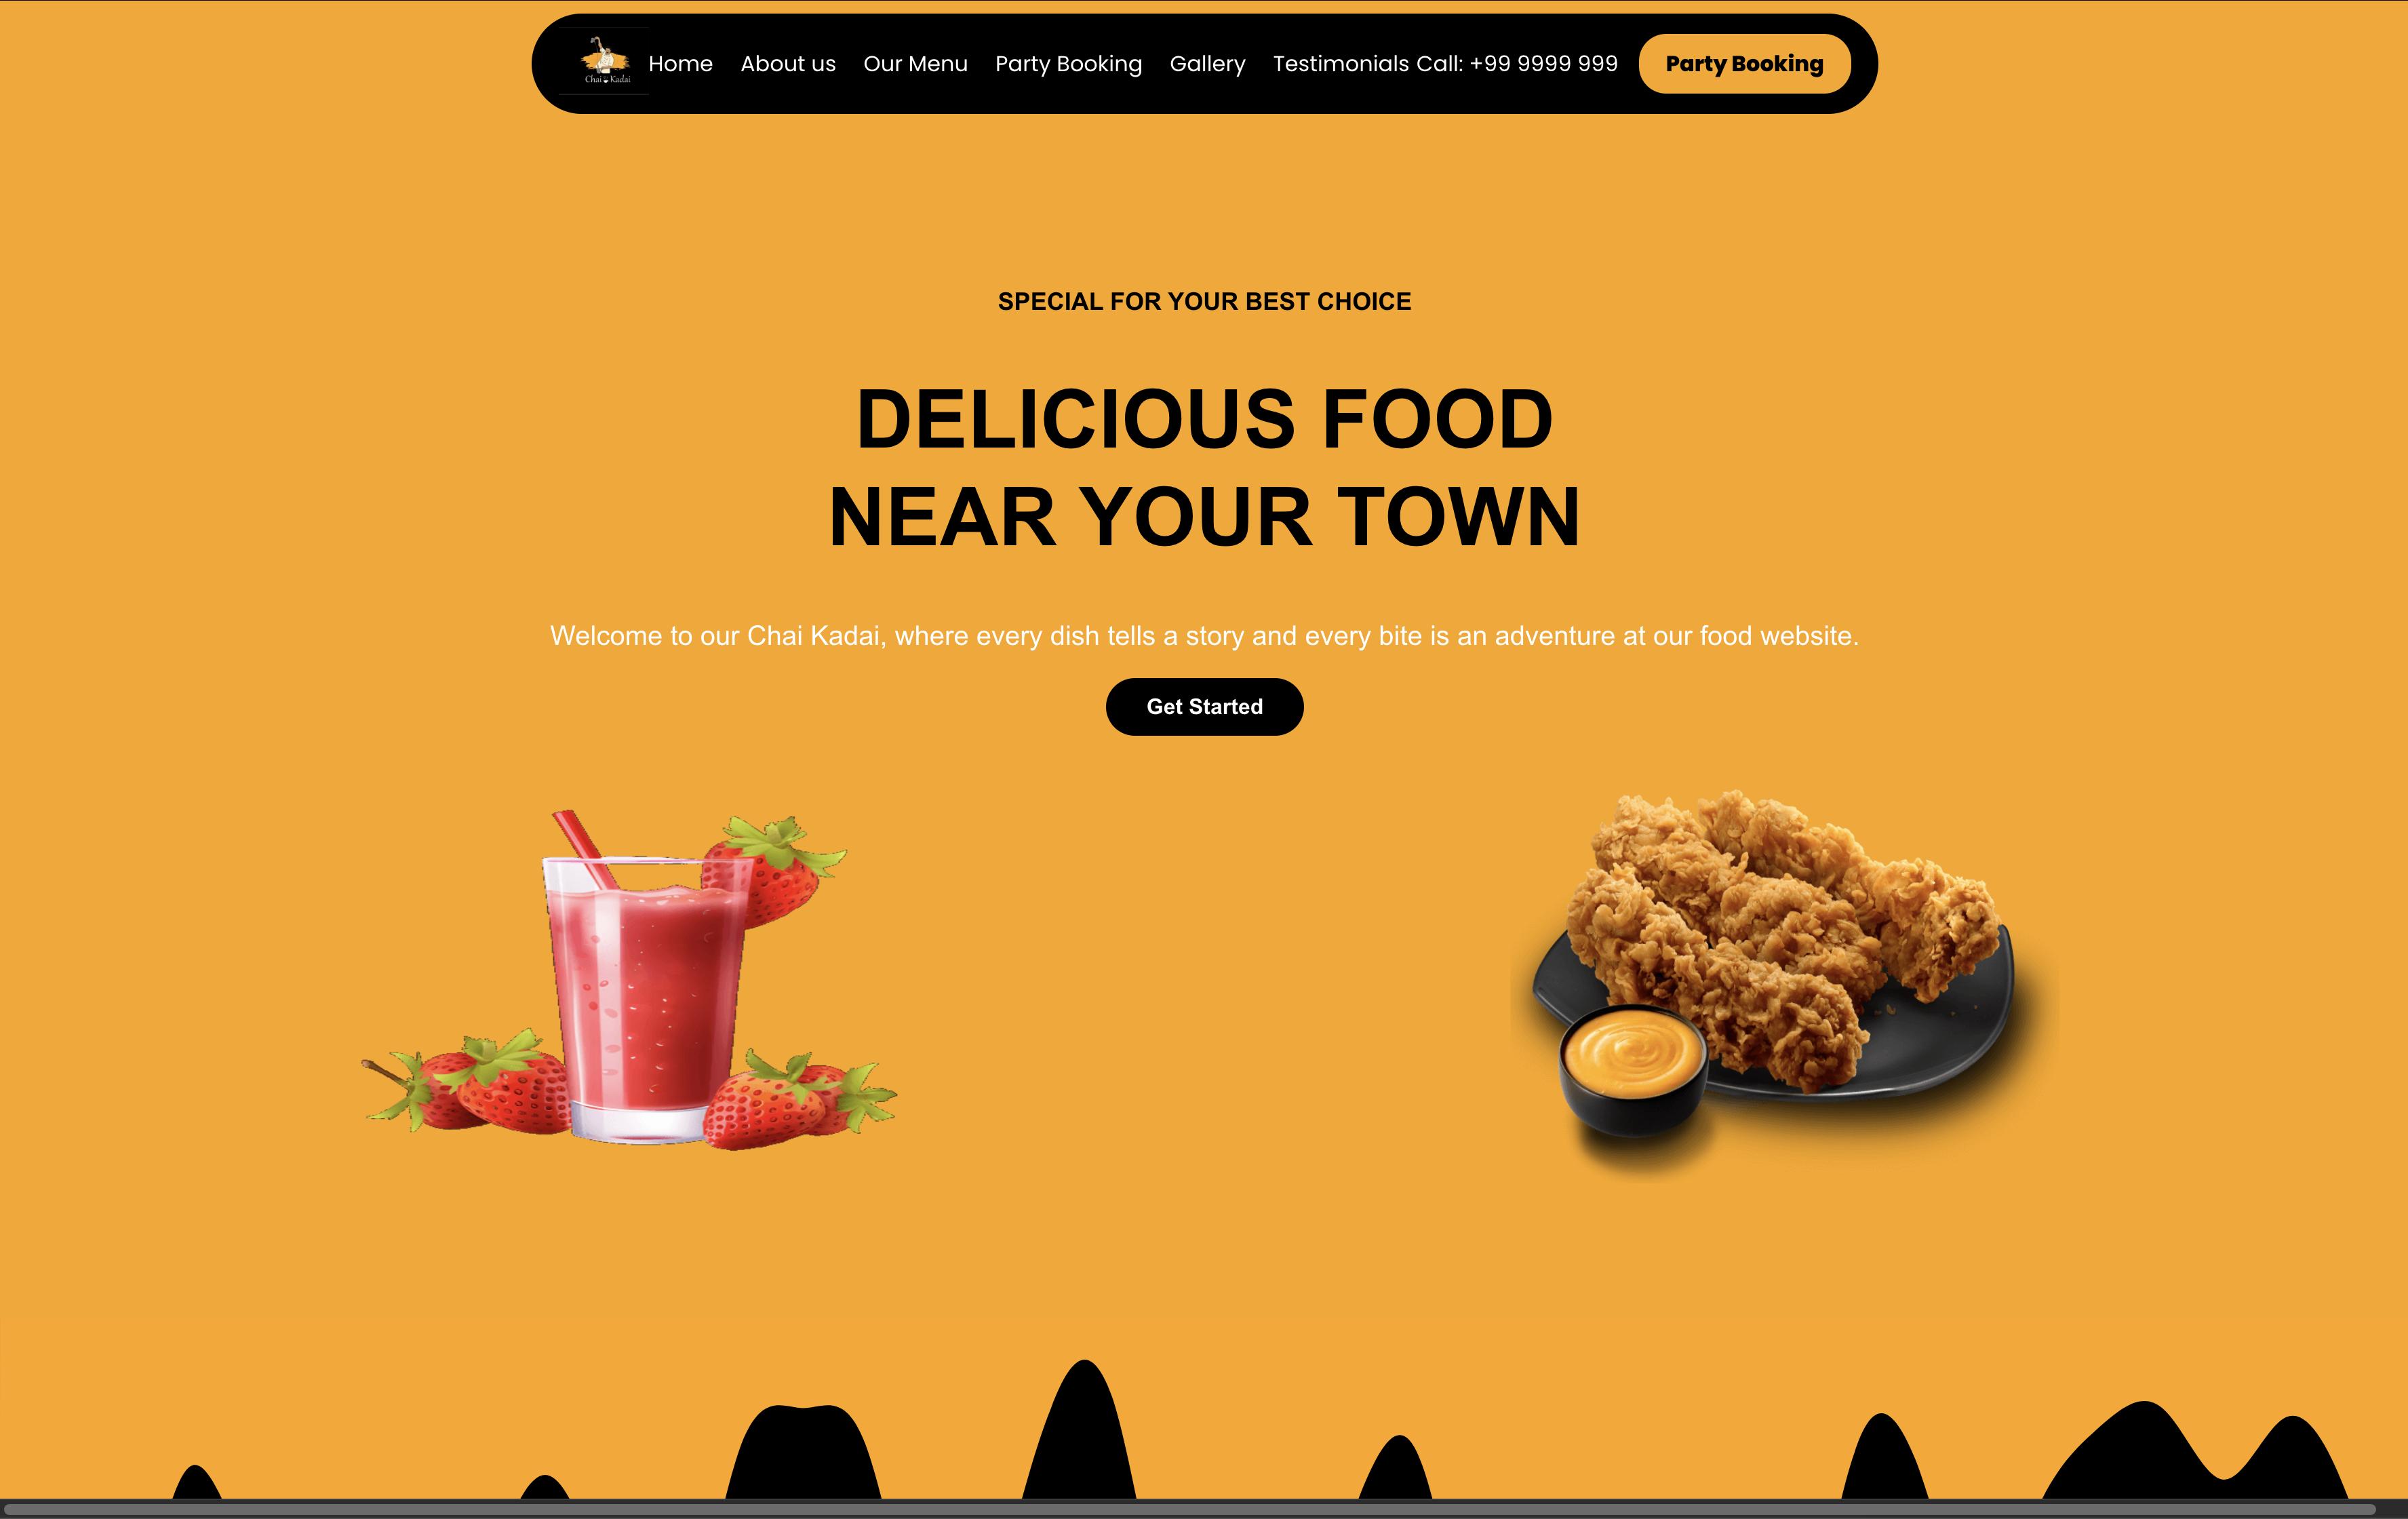 Chai Kadai
Home About us Our Menu Party Booking Gallery Testimonials Call: +99 9999 999 Party Booking
SPECIAL FOR YOUR BEST CHOICE
DELICIOUS FOOD
NEAR YOUR TOWN
Welcome to our Chai Kadai, where every dish tells a story and every bite is an adventure at our food website.
Get Started